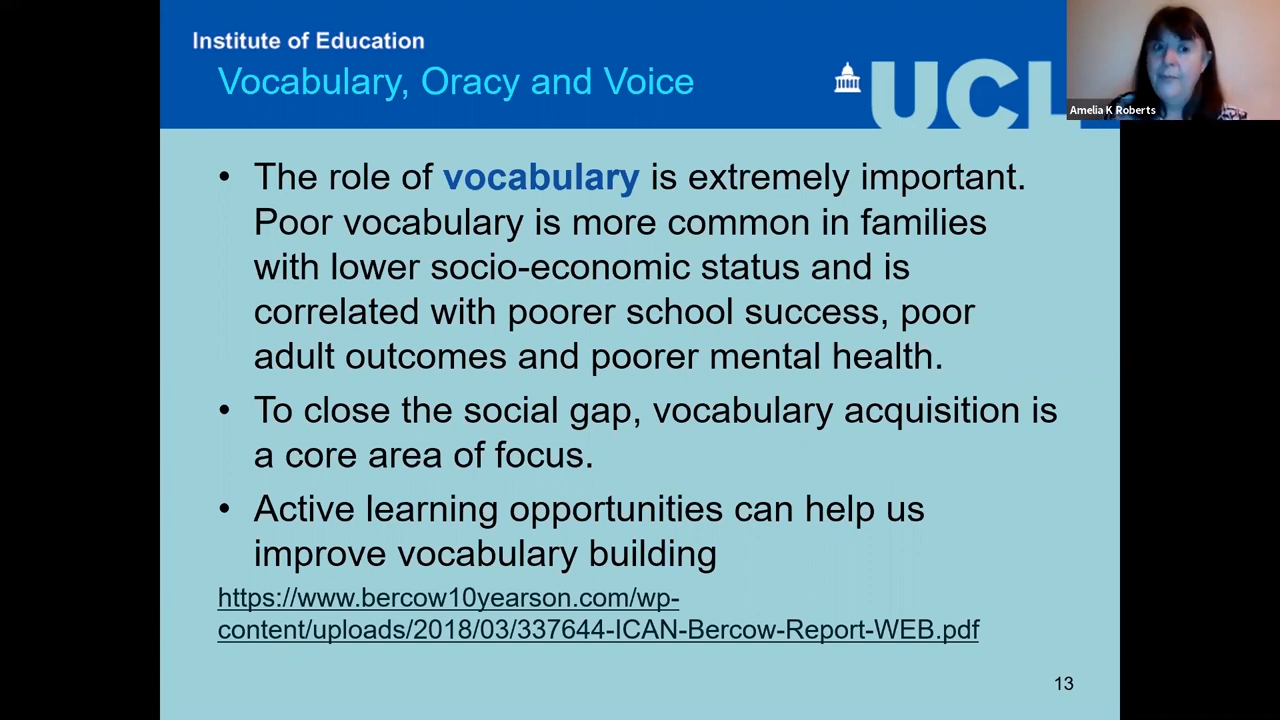 Institute of Education
Vocabulary, Oracy and Voice
UCL
Amelia K Roberts
• The role of vocabulary is extremely important.
Poor vocabulary is more common in families
with lower socio-economic status and is
correlated with poorer school success, poor
adult outcomes and poorer mental health.
• To close the social gap, vocabulary acquisition is
a core area of focus.
• Active learning opportunities can help us
improve vocabulary building
https://www.bercow10yearson.com/wp-
content/uploads/2018/03/337644-ICAN-Bercow-Report-WEB.pdf
13